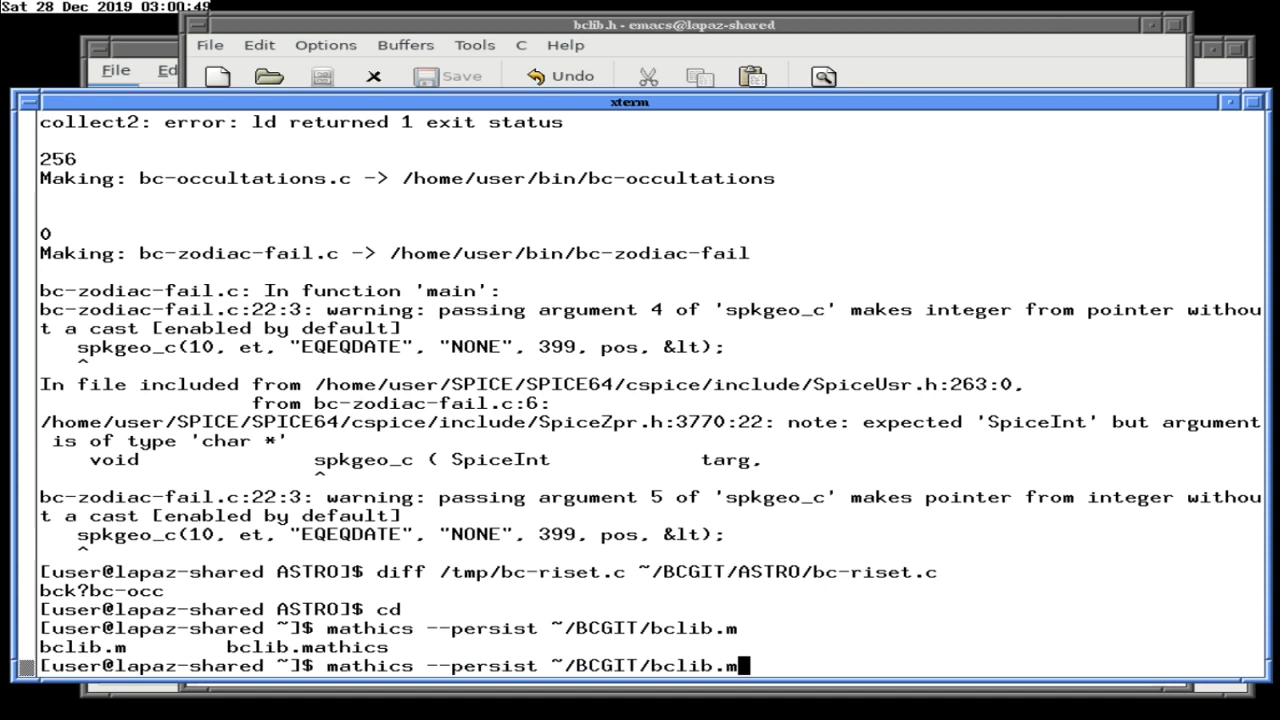 Sat 28 Dec 2019 03:00:49
bclib.h - emacs@lapaz-shared
File Edit Options Buffers Tools C Help
File Ed
Save Undo
xterm
collect2: error: ld returned 1 exit status
256
Making: bc-occultations.c -> /home/user/bin/bc-occultations
0
Making: bc-zodiac-fail.c -> /home/user/bin/bc-zodiac-fail
bc-zodiac-fail.c: In function 'main':
bc-zodiac-fail.c:22:3: warning: passing argument 4 of 'spkgeo_c' makes integer from pointer withou
t a cast [enabled by default]
spkgeo_c(10, et, "EQEQDATE", "NONE", 399, pos, &lt);
^
In file included from /home/user/SPICE/SPICE64/cspice/include/SpiceUsr.h:263:0,
from bc-zodiac-fail.c:6:
/home/user/SPICE/SPICE64/cspice/include/SpiceZpr.h:3770:22: note: expected 'SpiceInt' but argument
is of type 'char *'
void spkgeo_c ( SpiceInt targ,
^
bc-zodiac-fail.c:22:3: warning: passing argument 5 of 'spkgeo_c' makes pointer from integer withou
t a cast [enabled by default]
spkgeo_c(10, et, "EQEQDATE", "NONE", 399, pos, &lt);
^
[user@lapaz-shared ASTRO]$ diff /tmp/bc-riset.c ~/BCGIT/ASTRO/bc-riset.c
bck?bc-occ
[user@lapaz-shared ASTRO]$ cd
[user@lapaz-shared ~]$ mathics --persist ~/BCGIT/bclib.m
bclib.m bclib.mathics
[user@lapaz-shared ~]$ mathics --persist ~/BCGIT/bclib.m